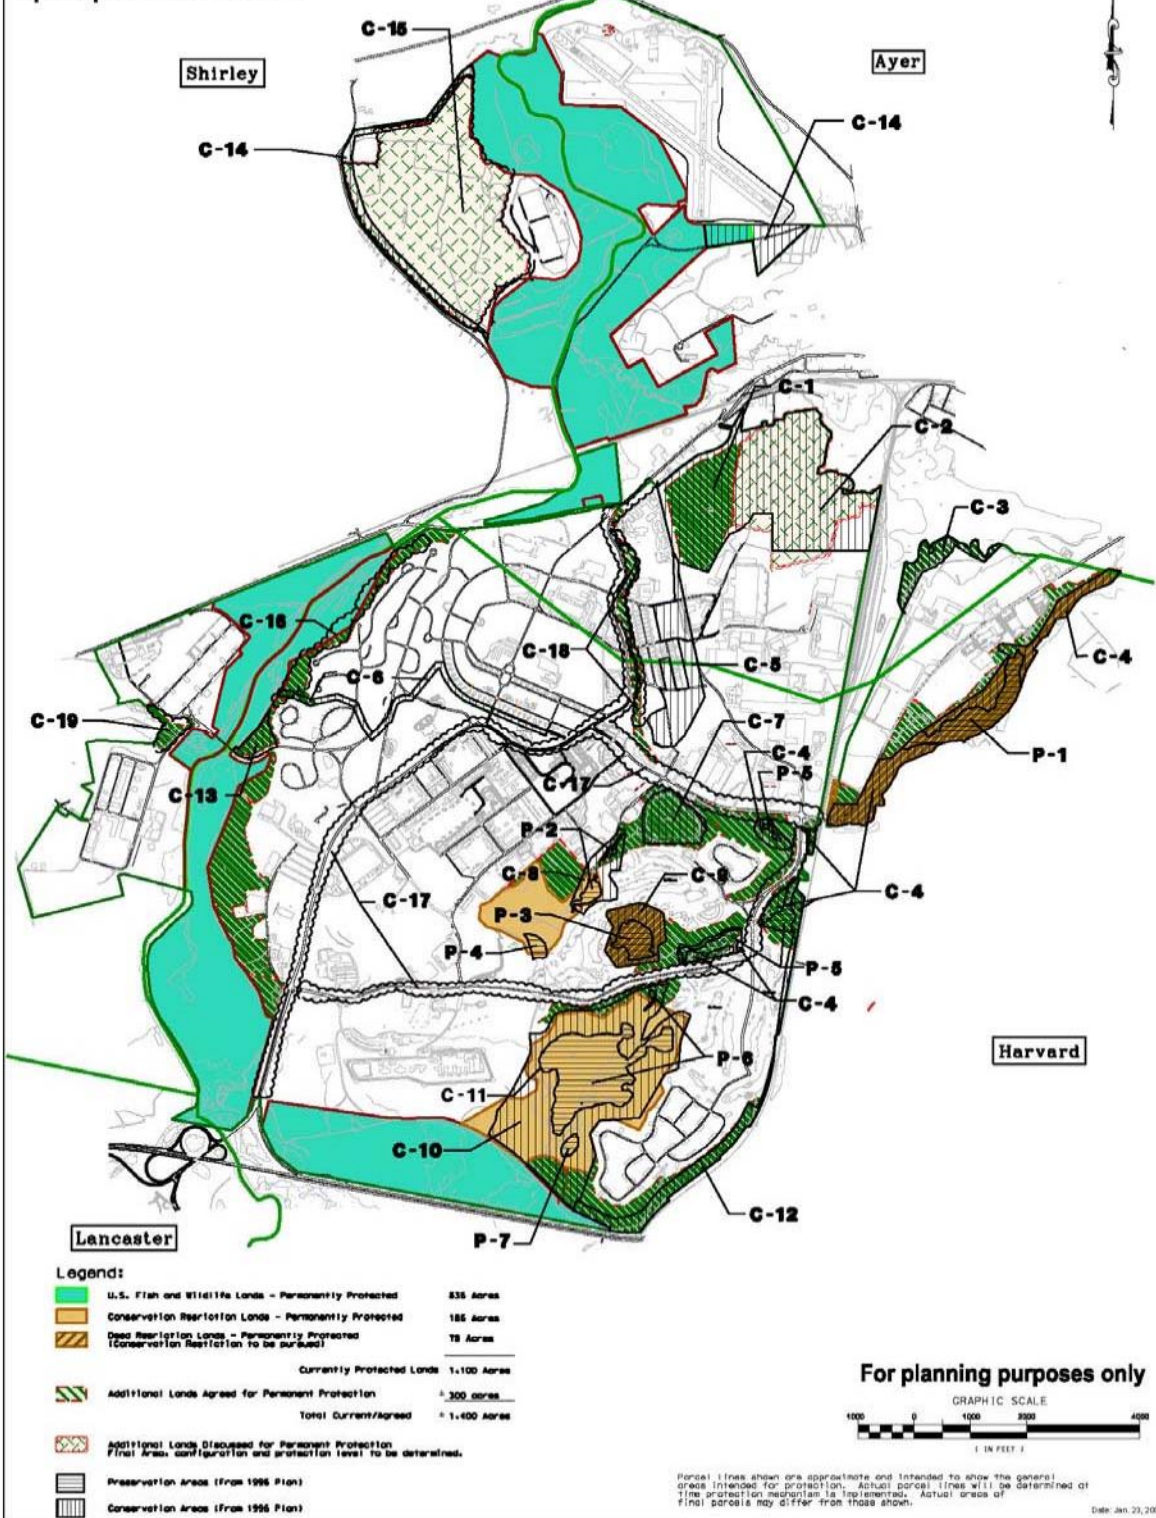 C-15
Shirley
Ayer
C-14
C-14
C-1
C-2
C-3
C-16
C-18
C-5
C-4
C-6
C-19
C-7
C-4
P-5
P-1
C-13
C-17
P-2
C-8
C-9
C-4
C-17
P-3
P-4
P-5
C-4
Harvard
P-6
C-11
C-10
C-12
P-7
Lancaster
Legend:
U.S. Fish and Wildlife Lands - Permanently Protected 836 Acres
Conservation Restriction Lands - Permanently Protected 185 Acres
Deed Restriction Lands - Permanently Protected 79 Acres
(Conservation Restriction to be pursued)
Currently Protected Lands 1,100 Acres
Additional Lands Agreed for Permanent Protection ± 300 acres
Total Current/Agreed ± 1,400 Acres
Additional Lands Discussed for Permanent Protection
Final Area, configuration and protection level to be determined.
Preservation Areas (From 1996 Plan)
Conservation Areas (From 1996 Plan)
For planning purposes only
GRAPHIC SCALE
1000 0 1000 2000 4000
( IN FEET )
Parcel lines shown are approximate and intended to show the general
areas intended for protection. Actual parcel lines will be determined at
time protection mechanism is implemented. Actual areas of
final parcels may differ from those shown.
Date: Jan. 23,